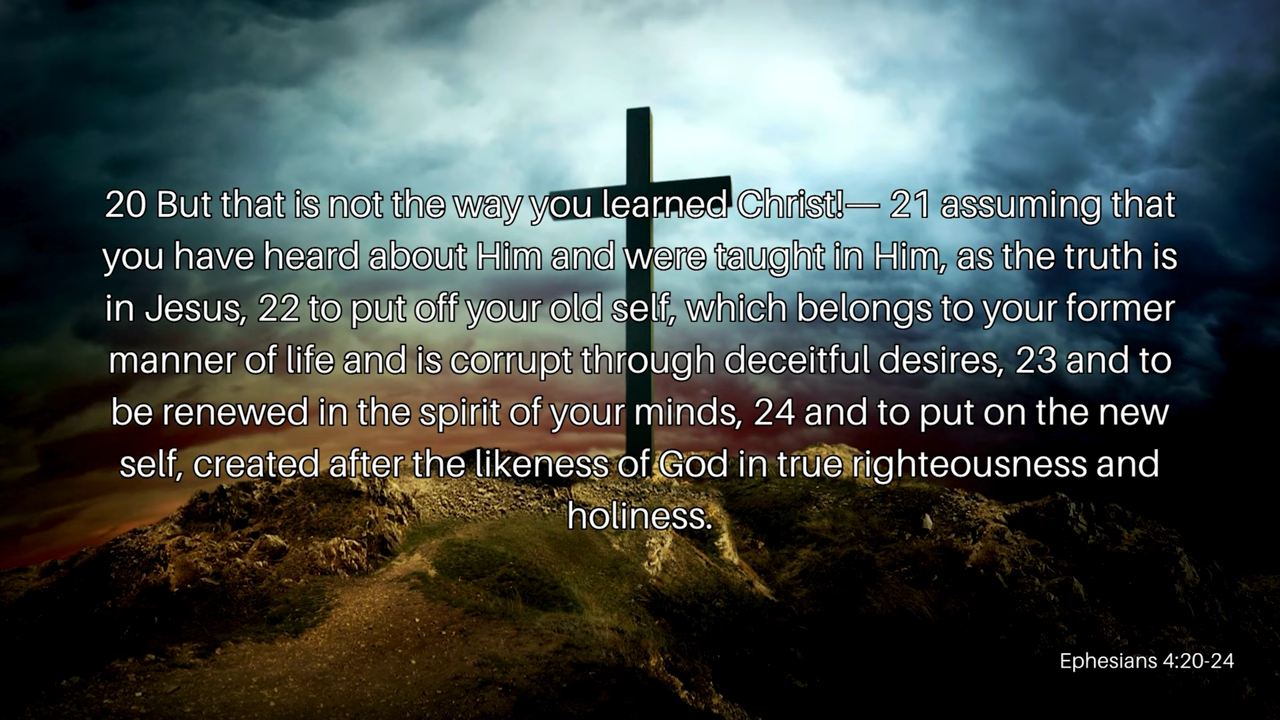 20 But that is not the way you learned Christ!— 21 assuming that
you have heard about Him and were taught in Him, as the truth is
in Jesus, 22 to put off your old self, which belongs to your former
manner of life and is corrupt through deceitful desires, 23 and to
be renewed in the spirit of your minds, 24 and to put on the new
self, created after the likeness of God in true righteousness and
holiness.
Ephesians 4:20-24